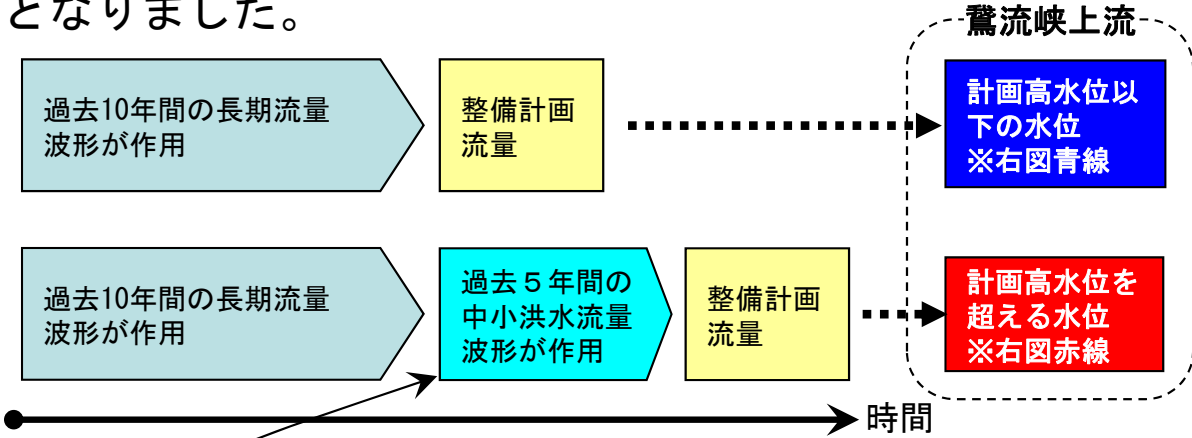 となりました。
鵞流峡上流
過去10年間の長期流量
波形が作用
整備計画
流量
計画高水位以
下の水位
※右図青線
過去10年間の長期流量
波形が作用
過去５年間の
中小洪水流量
波形が作用
整備計画
流量
計画高水位を
超える水位
※右図赤線
時間